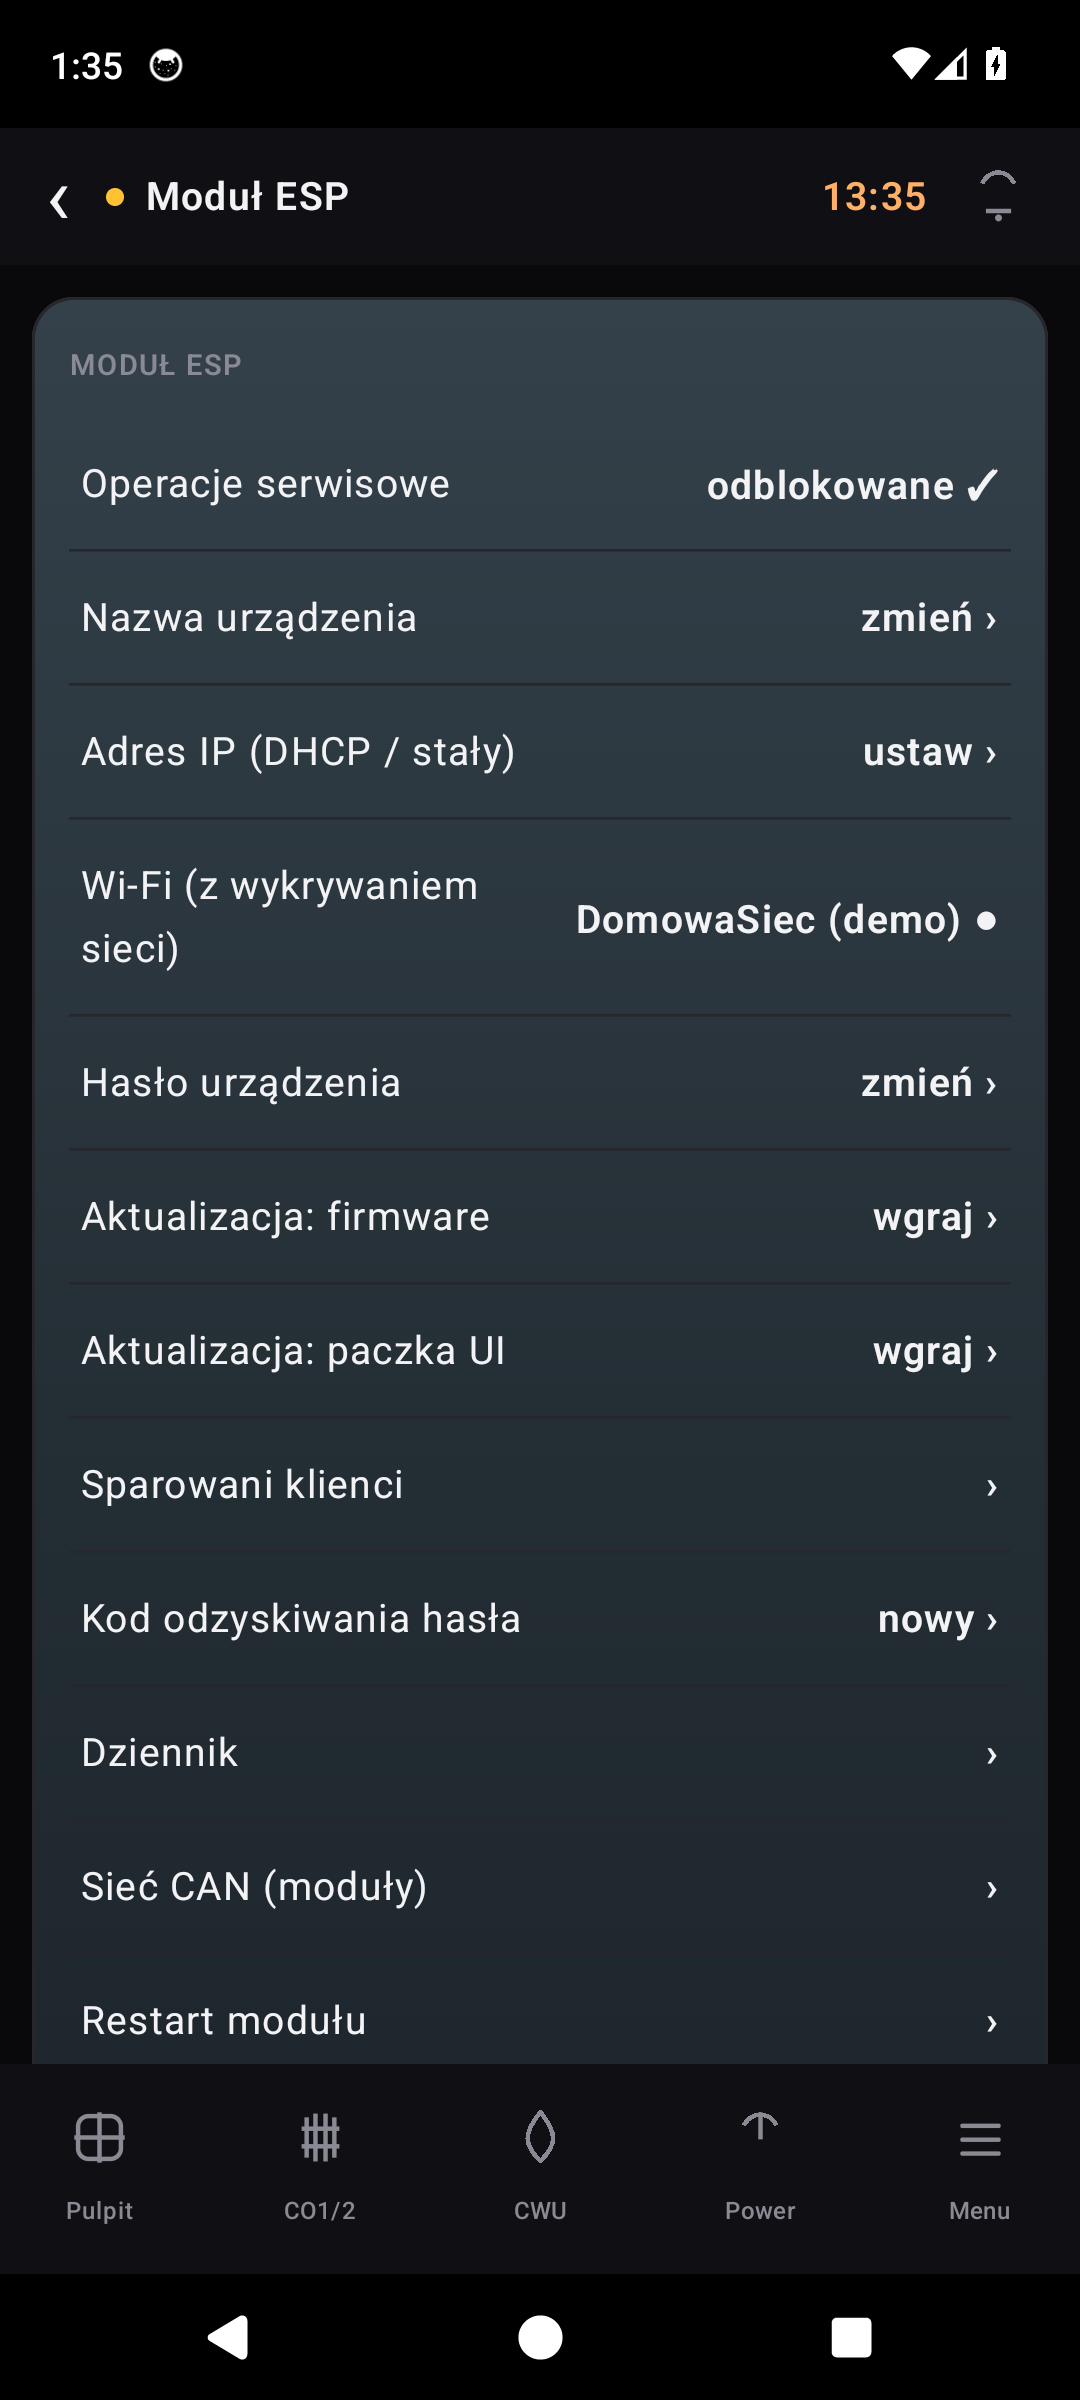 1:35
Moduł ESP
13:35
MODUŁ ESP
Operacje serwisowe
odblokowane ✓
Nazwa urządzenia
zmień ›
Adres IP (DHCP / stały)
ustaw ›
Wi-Fi (z wykrywaniem
sieci)
DomowaSiec (demo) ●
Hasło urządzenia
zmień ›
Aktualizacja: firmware
wgraj ›
Aktualizacja: paczka UI
wgraj ›
Sparowani klienci
›
Kod odzyskiwania hasła
nowy ›
Dziennik
›
Sieć CAN (moduły)
›
Restart modułu
›
Pulpit
CO1/2
CWU
Power
Menu